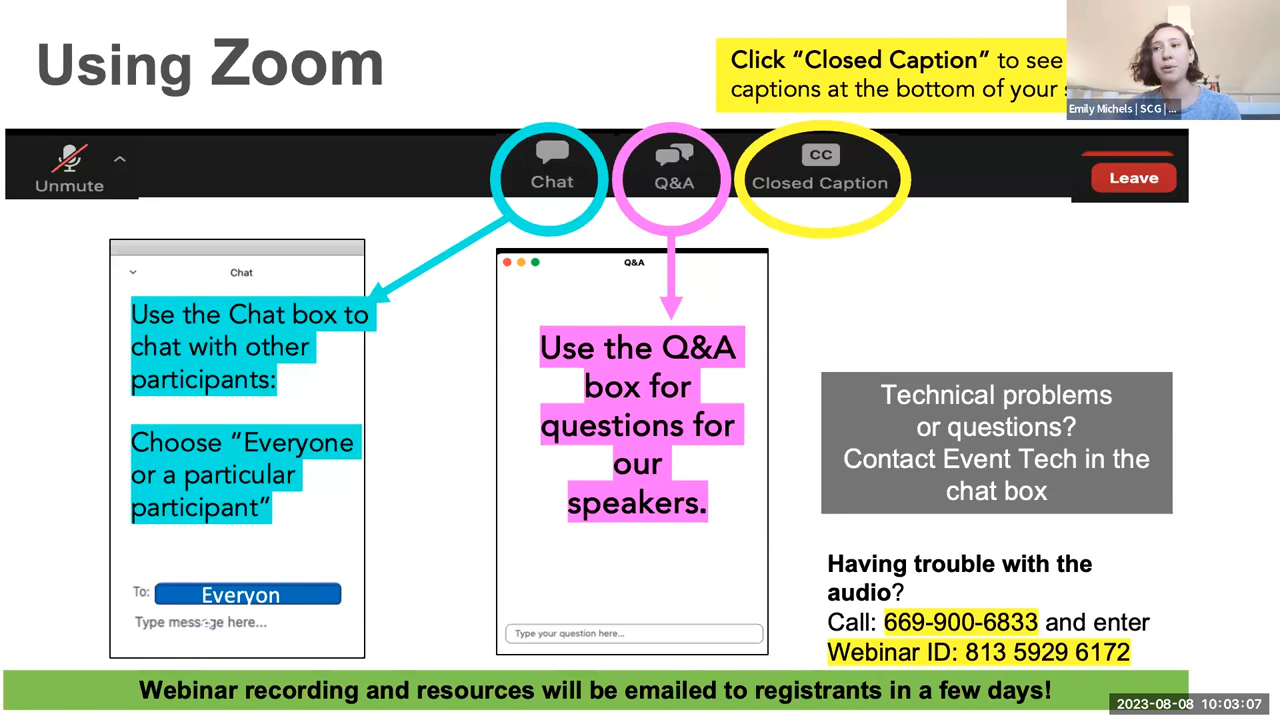 Using Zoom
Click “Closed Caption” to see
captions at the bottom of your
Emily Michels | SCG | ...
Unmute
Chat
Q&A
CC
Closed Caption
Leave
Chat
Use the Chat box to
chat with other
participants:
Choose “Everyone
or a particular
participant”
To:
Everyon
Type message here...
Q&A
Use the Q&A
box for
questions for
our
speakers.
Type your question here...
Technical problems
or questions?
Contact Event Tech in the
chat box
Having trouble with the
audio?
Call: 669-900-6833 and enter
Webinar ID: 813 5929 6172
Webinar recording and resources will be emailed to registrants in a few days!
2023-08-08 10:03:07